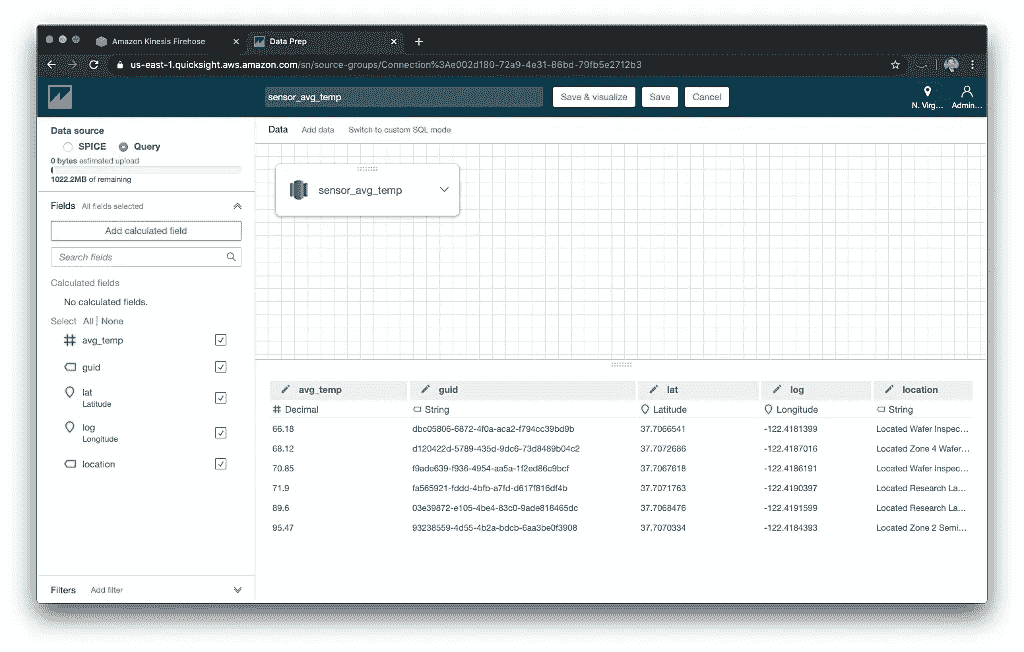 Amazon Kinesis Firehose
Data Prep
us-east-1.quicksight.aws.amazon.com/sn/source-groups/Connection%3Ae002d180-72a9-4e31-86bd-79fb5e2712b3
sensor_avg_temp
Save & visualize
Save
Cancel
N. Virg...
Admin...
Data source
SPICE
Query
0 bytes estimated upload
1022.2MB of remaining
Fields All fields selected
Add calculated field
Search fields
Calculated fields
No calculated fields.
Select All | None
avg_temp
guid
lat
Latitude
log
Longitude
location
Filters Add filter
Data Add data Switch to custom SQL mode
sensor_avg_temp
avg_temp guid lat log location
Decimal String Latitude Longitude String
66.18 dbc05806-6872-4f0a-aca2-f794cc39bd9b 37.7066541 -122.4181399 Located Wafer Inspec...
68.12 d120422d-5789-435d-9dc6-73d8489b04c2 37.7072686 -122.4187016 Located Zone 4 Wafer...
70.85 f9ade639-f936-4954-aa5a-1f2ed86c9bcf 37.7067618 -122.4186191 Located Wafer Inspec...
71.9 fa565921-fddd-4bfb-a7fd-d617f816df4b 37.7071763 -122.4190397 Located Research La...
89.6 03e39872-e105-4be4-83c0-9ade818465dc 37.7068476 -122.4191599 Located Research La...
95.47 93238559-4d55-4b2a-bdcb-6aa3be0f3908 37.7070334 -122.4184393 Located Zone 2 Semi...